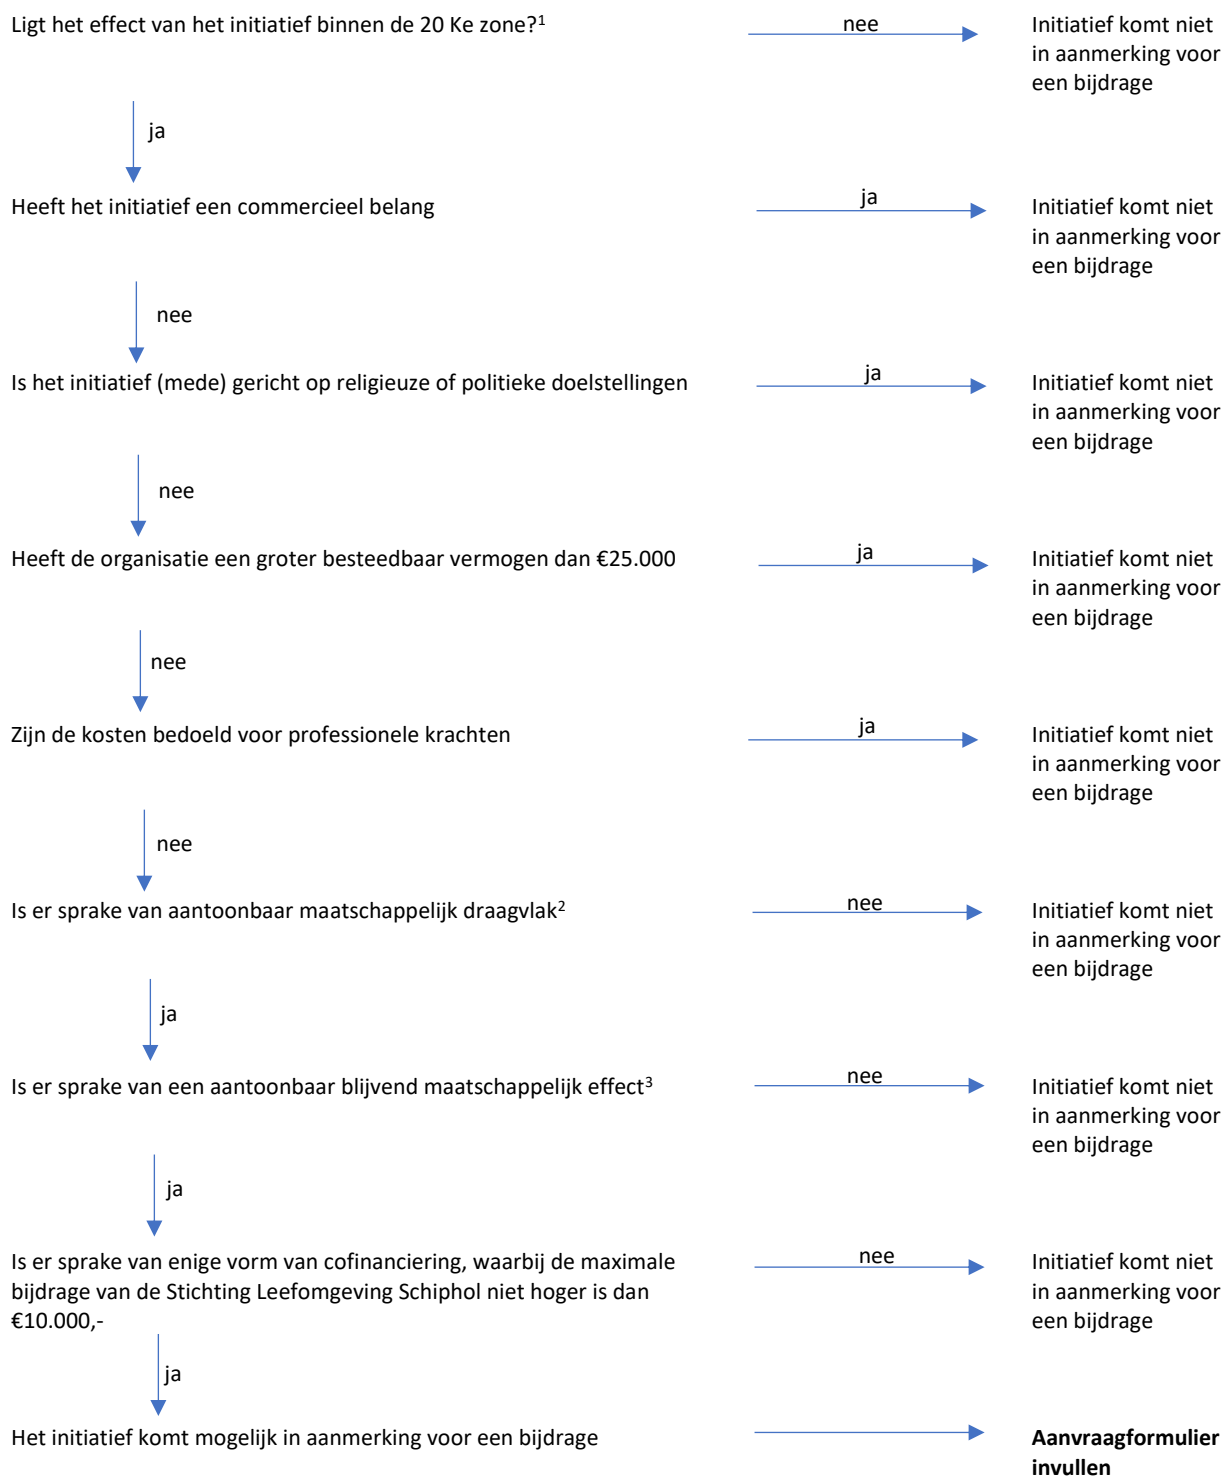 Ligt het effect van het initiatief binnen de 20 Ke zone?¹
nee
Initiatief komt niet
in aanmerking voor
een bijdrage
ja
Heeft het initiatief een commercieel belang
ja
Initiatief komt niet
in aanmerking voor
een bijdrage
nee
Is het initiatief (mede) gericht op religieuze of politieke doelstellingen
ja
Initiatief komt niet
in aanmerking voor
een bijdrage
nee
Heeft de organisatie een groter besteedbaar vermogen dan €25.000
ja
Initiatief komt niet
in aanmerking voor
een bijdrage
nee
Zijn de kosten bedoeld voor professionele krachten
ja
Initiatief komt niet
in aanmerking voor
een bijdrage
nee
Is er sprake van aantoonbaar maatschappelijk draagvlak²
nee
Initiatief komt niet
in aanmerking voor
een bijdrage
ja
Is er sprake van een aantoonbaar blijvend maatschappelijk effect³
nee
Initiatief komt niet
in aanmerking voor
een bijdrage
ja
Is er sprake van enige vorm van cofinanciering, waarbij de maximale
bijdrage van de Stichting Leefomgeving Schiphol niet hoger is dan
€10.000,-
nee
Initiatief komt niet
in aanmerking voor
een bijdrage
ja
Het initiatief komt mogelijk in aanmerking voor een bijdrage
Aanvraagformulier
invullen